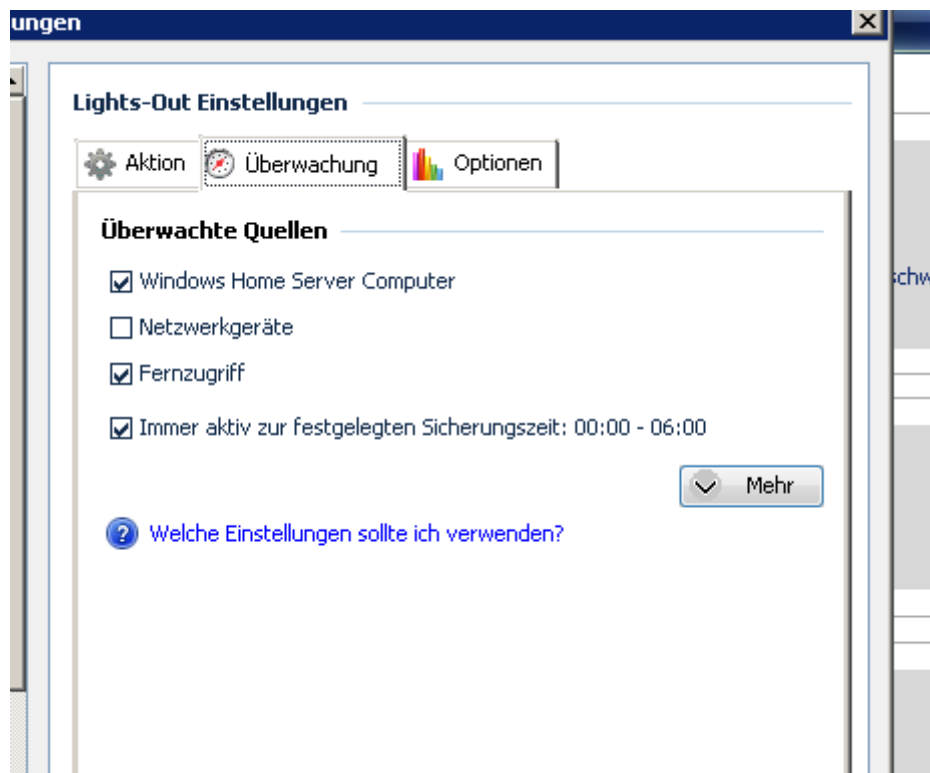 ungen
Lights-Out Einstellungen
Aktion Überwachung Optionen
Überwachte Quellen
Windows Home Server Computer
schw
Netzwerkgeräte
Fernzugriff
Immer aktiv zur festgelegten Sicherungszeit: 00:00 - 06:00
Mehr
Welche Einstellungen sollte ich verwenden?